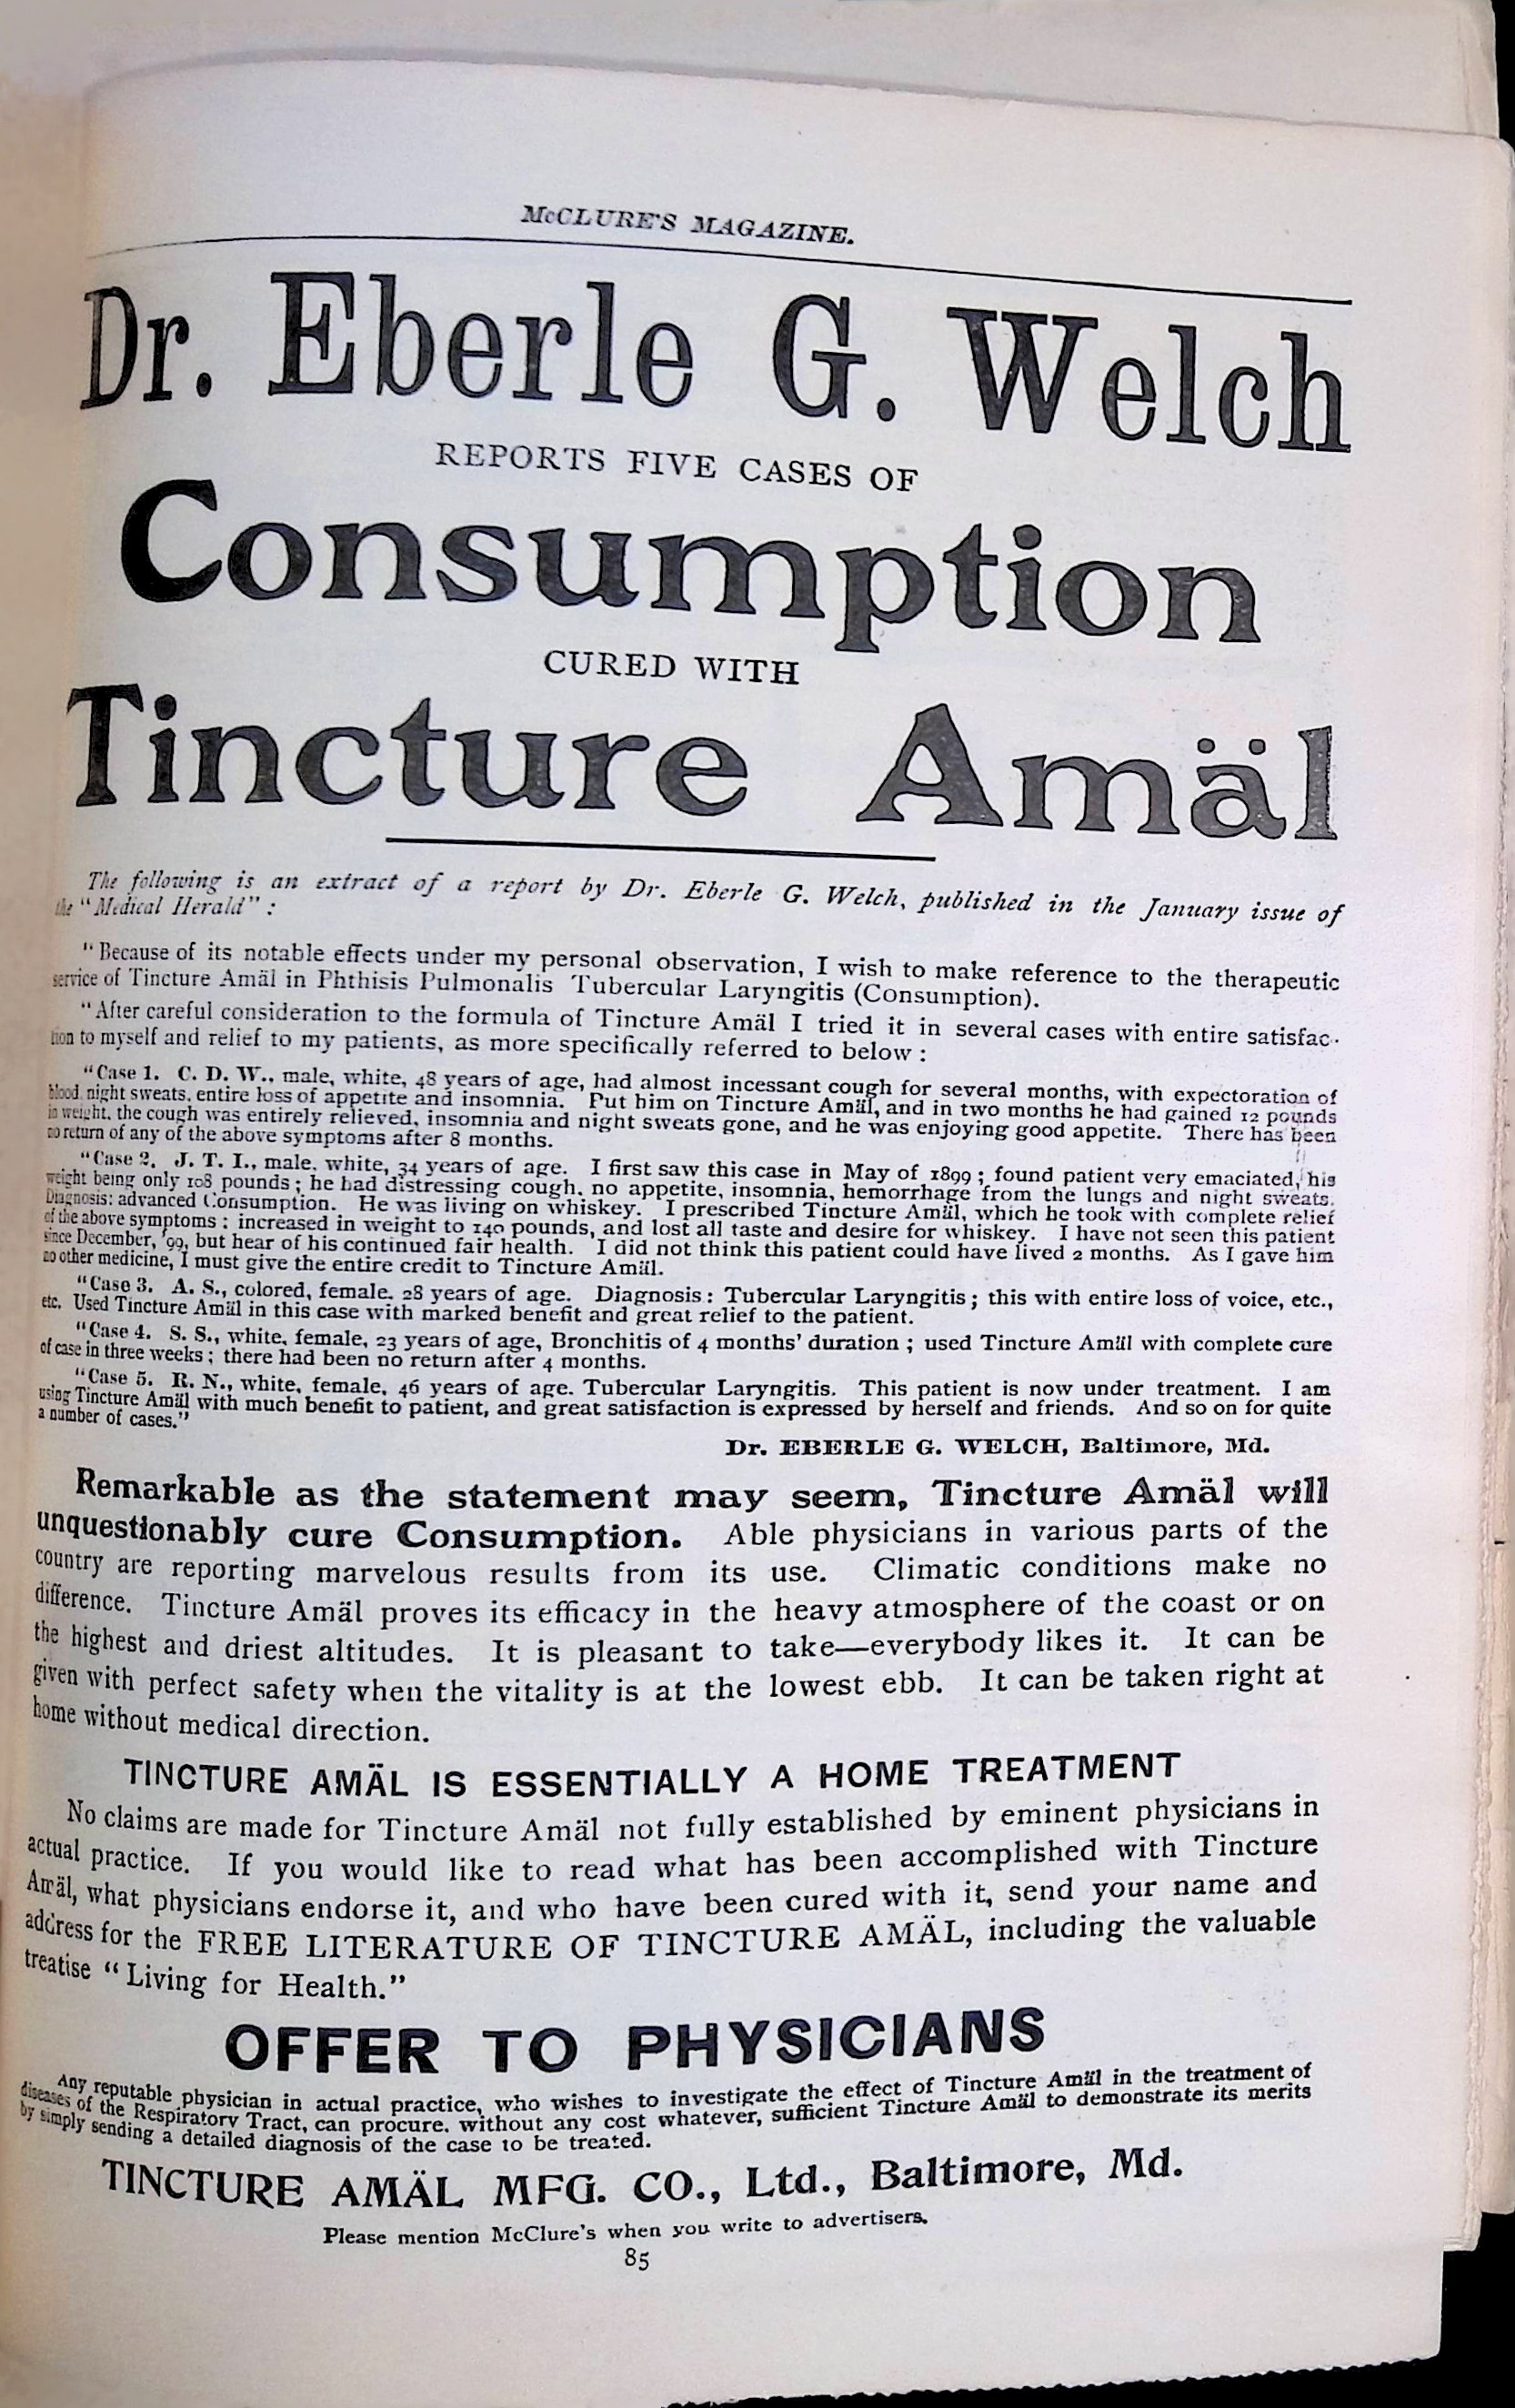 McCLURE'S MAGAZINE.
Dr. Eberle G. Welch
REPORTS FIVE CASES OF
Consumption
CURED WITH
Tincture Amäl
The following is an extract of a report by Dr. Eberle G. Welch, published in the January issue of
the "Medical Herald":
"Because of its notable effects under my personal observation, I wish to make reference to the therapeutic
service of Tincture Amäl in Phthisis Pulmonalis Tubercular Laryngitis (Consumption).
"After careful consideration to the formula of Tincture Amäl I tried it in several cases with entire satisfac-
tion to myself and relief to my patients, as more specifically referred to below:
"Case 1. C. D. W., male, white, 48 years of age, had almost incessant cough for several months, with expectoration of
blood, night sweats, entire loss of appetite and insomnia. Put him on Tincture Amäl, and in two months he had gained 12 pounds
in weight, the cough was entirely relieved, insomnia and night sweats gone, and he was enjoying good appetite. There has been
no return of any of the above symptoms after 8 months.
"Case 2. J. T. I., male, white, 34 years of age. I first saw this case in May of 1899; found patient very emaciated, his
weight being only 108 pounds; he had distressing cough, no appetite, insomnia, hemorrhage from the lungs and night sweats.
Diagnosis: advanced Consumption. He was living on whiskey. I prescribed Tincture Amäl, which he took with complete relief
of the above symptoms; increased in weight to 140 pounds, and lost all taste and desire for whiskey. I have not seen this patient
since December, '99, but hear of his continued fair health. I did not think this patient could have lived 2 months. As I gave him
no other medicine, I must give the entire credit to Tincture Amäl.
"Case 3. A. S., colored, female, 28 years of age. Diagnosis: Tubercular Laryngitis; this with entire loss of voice, etc.,
etc. Used Tincture Amäl in this case with marked benefit and great relief to the patient.
"Case 4. S. S., white, female, 23 years of age, Bronchitis of 4 months' duration; used Tincture Amäl with complete cure
of case in three weeks; there had been no return after 4 months.
"Case 5. R. N., white, female, 46 years of age. Tubercular Laryngitis. This patient is now under treatment. I am
using Tincture Amäl with much benefit to patient, and great satisfaction is expressed by herself and friends. And so on for quite
a number of cases."
Dr. EBERLE G. WELCH, Baltimore, Md.
Remarkable as the statement may seem, Tincture Amäl will
unquestionably cure Consumption. Able physicians in various parts of the
country are reporting marvelous results from its use. Climatic conditions make no
difference. Tincture Amäl proves its efficacy in the heavy atmosphere of the coast or on
the highest and driest altitudes. It is pleasant to take—everybody likes it. It can be
given with perfect safety when the vitality is at the lowest ebb. It can be taken right at
home without medical direction.
TINCTURE AMÄL IS ESSENTIALLY A HOME TREATMENT
No claims are made for Tincture Amäl not fully established by eminent physicians in
actual practice. If you would like to read what has been accomplished with Tincture
Amäl, what physicians endorse it, and who have been cured with it, send your name and
address for the FREE LITERATURE OF TINCTURE AMÄL, including the valuable
treatise "Living for Health."
OFFER TO PHYSICIANS
Any reputable physician in actual practice, who wishes to investigate the effect of Tincture Amäl in the treatment of
diseases of the Respiratory Tract, can procure, without any cost whatever, sufficient Tincture Amäl to demonstrate its merits
by simply sending a detailed diagnosis of the case to be treated.
TINCTURE AMÄL MFG. CO., Ltd., Baltimore, Md.
Please mention McClure's when you write to advertisers.
85